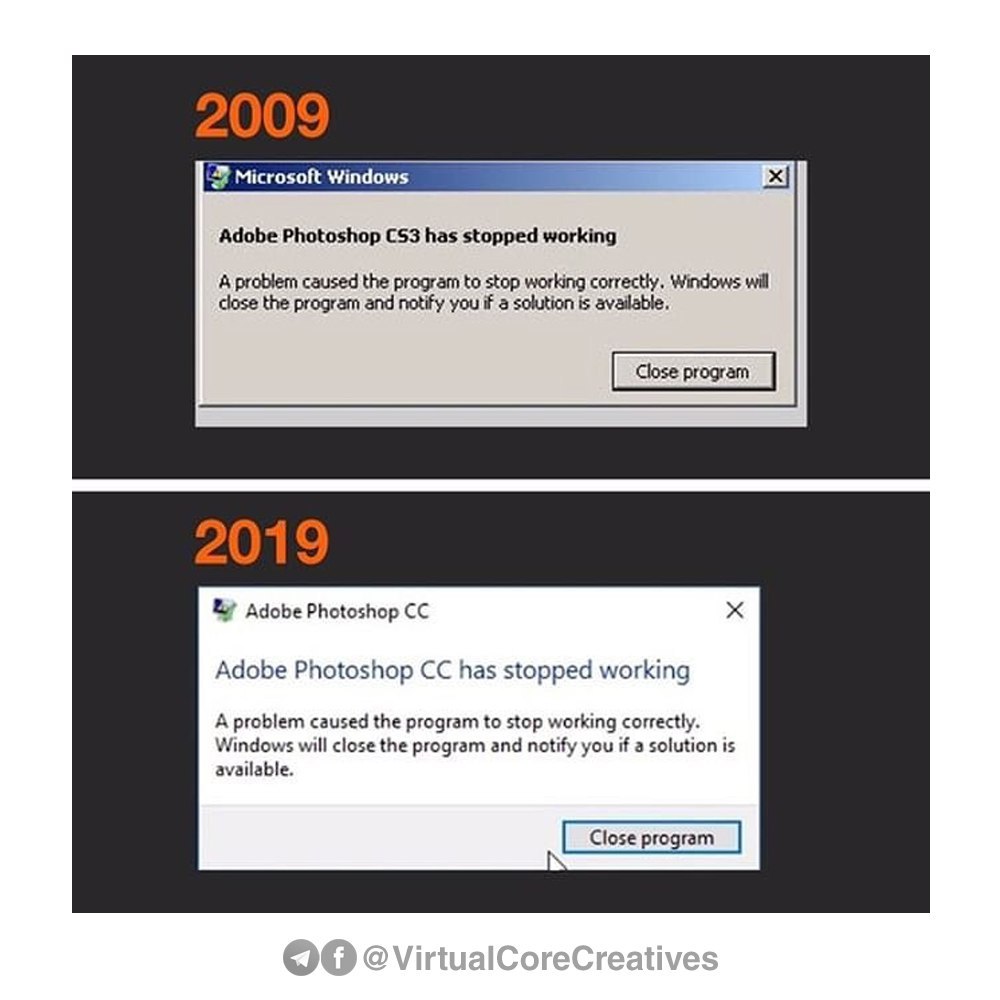 2009
Microsoft Windows
Adobe Photoshop CS3 has stopped working
A problem caused the program to stop working correctly. Windows will
close the program and notify you if a solution is available.
Close program
2019
Adobe Photoshop CC
Adobe Photoshop CC has stopped working
A problem caused the program to stop working correctly.
Windows will close the program and notify you if a solution is
available.
Close program
@VirtualCoreCreatives